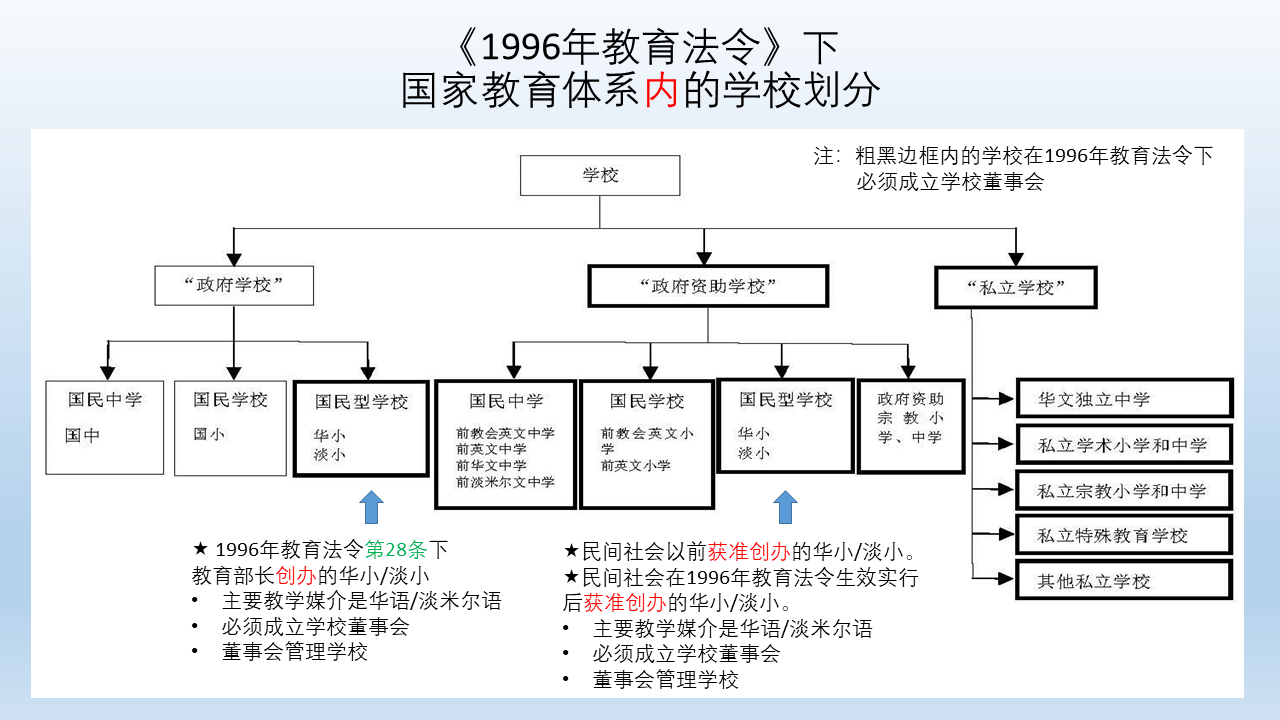 《1996年教育法令》下
国家教育体系内的学校划分
注：粗黑边框内的学校在1996年教育法令下
必须成立学校董事会
学校
“政府学校”
“政府资助学校”
“私立学校”
国民中学
国中
国民学校
国小
国民型学校
华小
淡小
国民中学
前教会英文中学
前英文中学
前华文中学
前淡米尔文中学
国民学校
前教会英文小
学
前英文小学
国民型学校
华小
淡小
政府资助
宗教小
学、中学
华文独立中学
私立学术小学和中学
私立宗教小学和中学
私立特殊教育学校
其他私立学校
★ 1996年教育法令第28条下
教育部长创办的华小/淡小
• 主要教学媒介是华语/淡米尔语
• 必须成立学校董事会
• 董事会管理学校
★民间社会以前获准创办的华小/淡小。
★民间社会在1996年教育法令生效实行
后获准创办的华小/淡小。
• 主要教学媒介是华语/淡米尔语
• 必须成立学校董事会
• 董事会管理学校